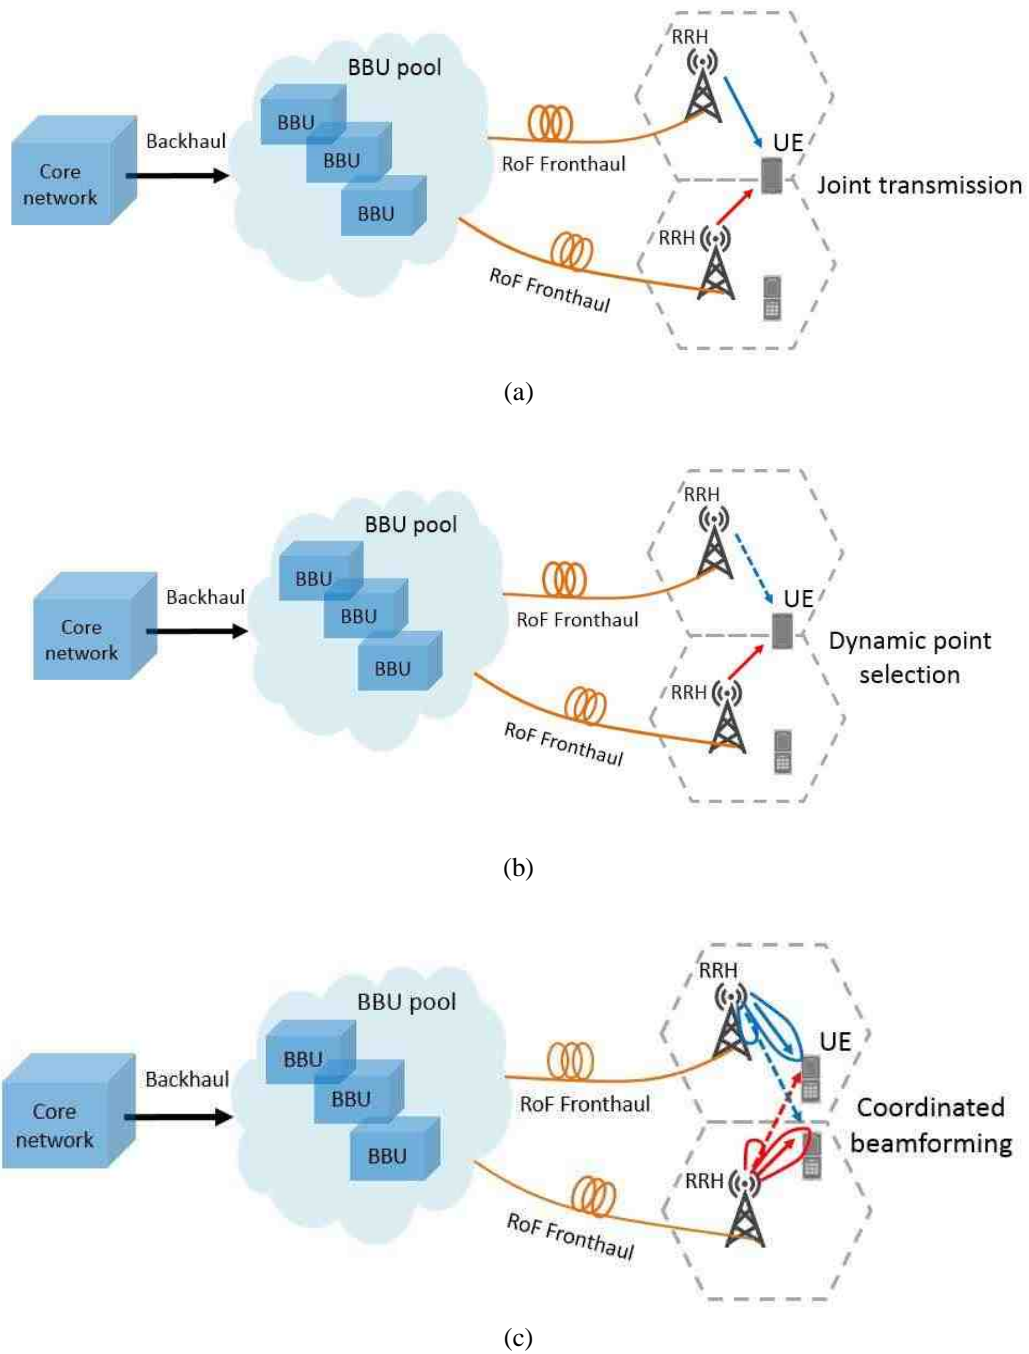 RRH
BBU pool
BBU
BBU
BBU
Backhaul
Core
network
RoF Fronthaul
UE
Joint transmission
RRH
RoF Fronthaul
(a)
RRH
BBU pool
BBU
BBU
BBU
Backhaul
Core
network
RoF Fronthaul
UE
Dynamic point
selection
RRH
RoF Fronthaul
(b)
RRH
BBU pool
BBU
BBU
BBU
Backhaul
Core
network
RoF Fronthaul
UE
Coordinated
beamforming
RRH
RoF Fronthaul
(c)